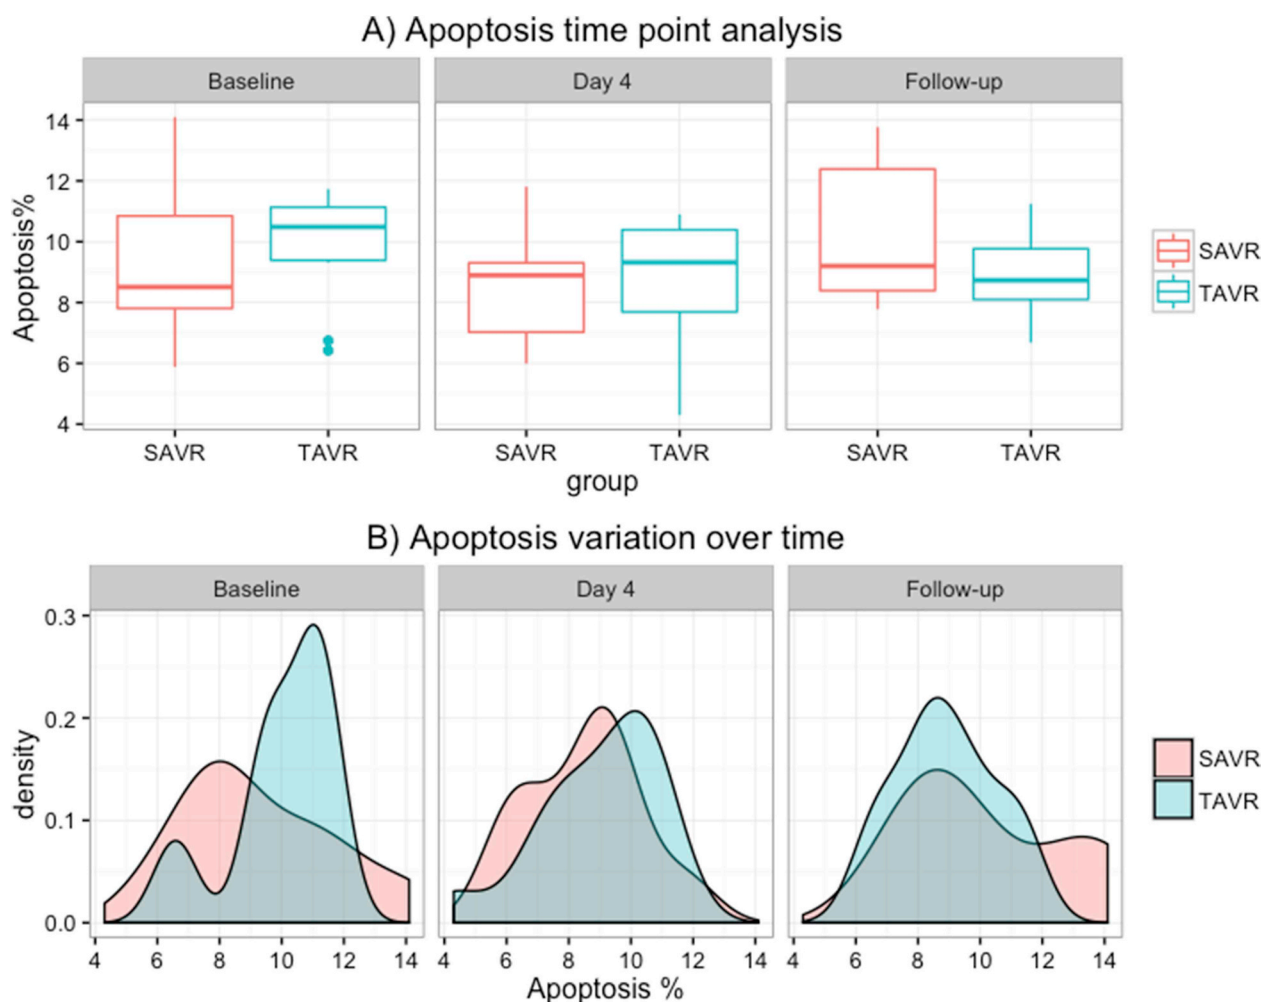 A) Apoptosis time point analysis
Baseline Day 4 Follow-up
Apoptosis%
14
12
10
8
6
4
SAVR TAVR SAVR TAVR SAVR TAVR
group
SAVR
TAVR
B) Apoptosis variation over time
Baseline Day 4 Follow-up
density
0.3
0.2
0.1
0.0
4 6 8 10 12 14 4 6 8 10 12 14 4 6 8 10 12 14
Apoptosis %
SAVR
TAVR